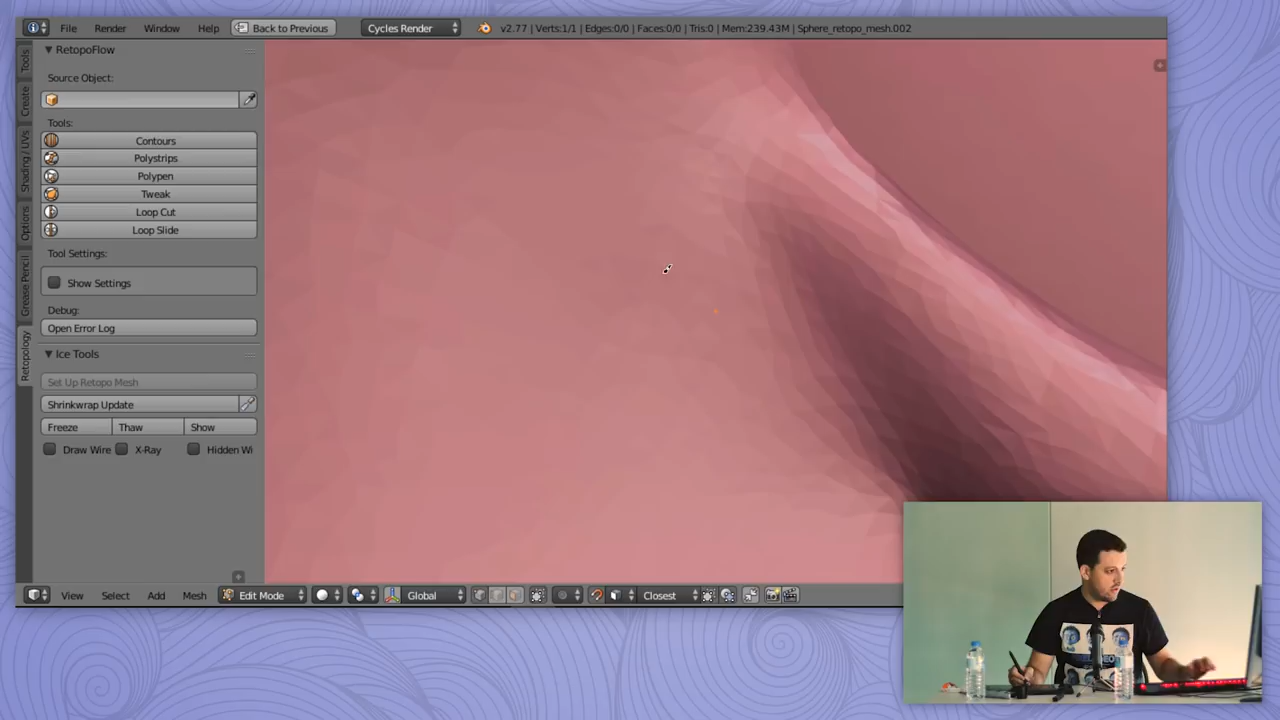 File Render Window Help Back to Previous Cycles Render v2.77 | Verts:1/1 | Edges:0/0 | Faces:0/0 | Tris:0 | Mem:239.43M | Sphere_retopo_mesh.002
Tools
Create
Shading / UVs
Options
Grease Pencil
Retopology
RetopoFlow
Source Object:
Tools:
Contours
Polystrips
Polypen
Tweak
Loop Cut
Loop Slide
Tool Settings:
Show Settings
Debug:
Open Error Log
Ice Tools
Set Up Retopo Mesh
Shrinkwrap Update
Freeze Thaw Show
Draw Wire X-Ray Hidden Wi
View Select Add Mesh Edit Mode Global Closest